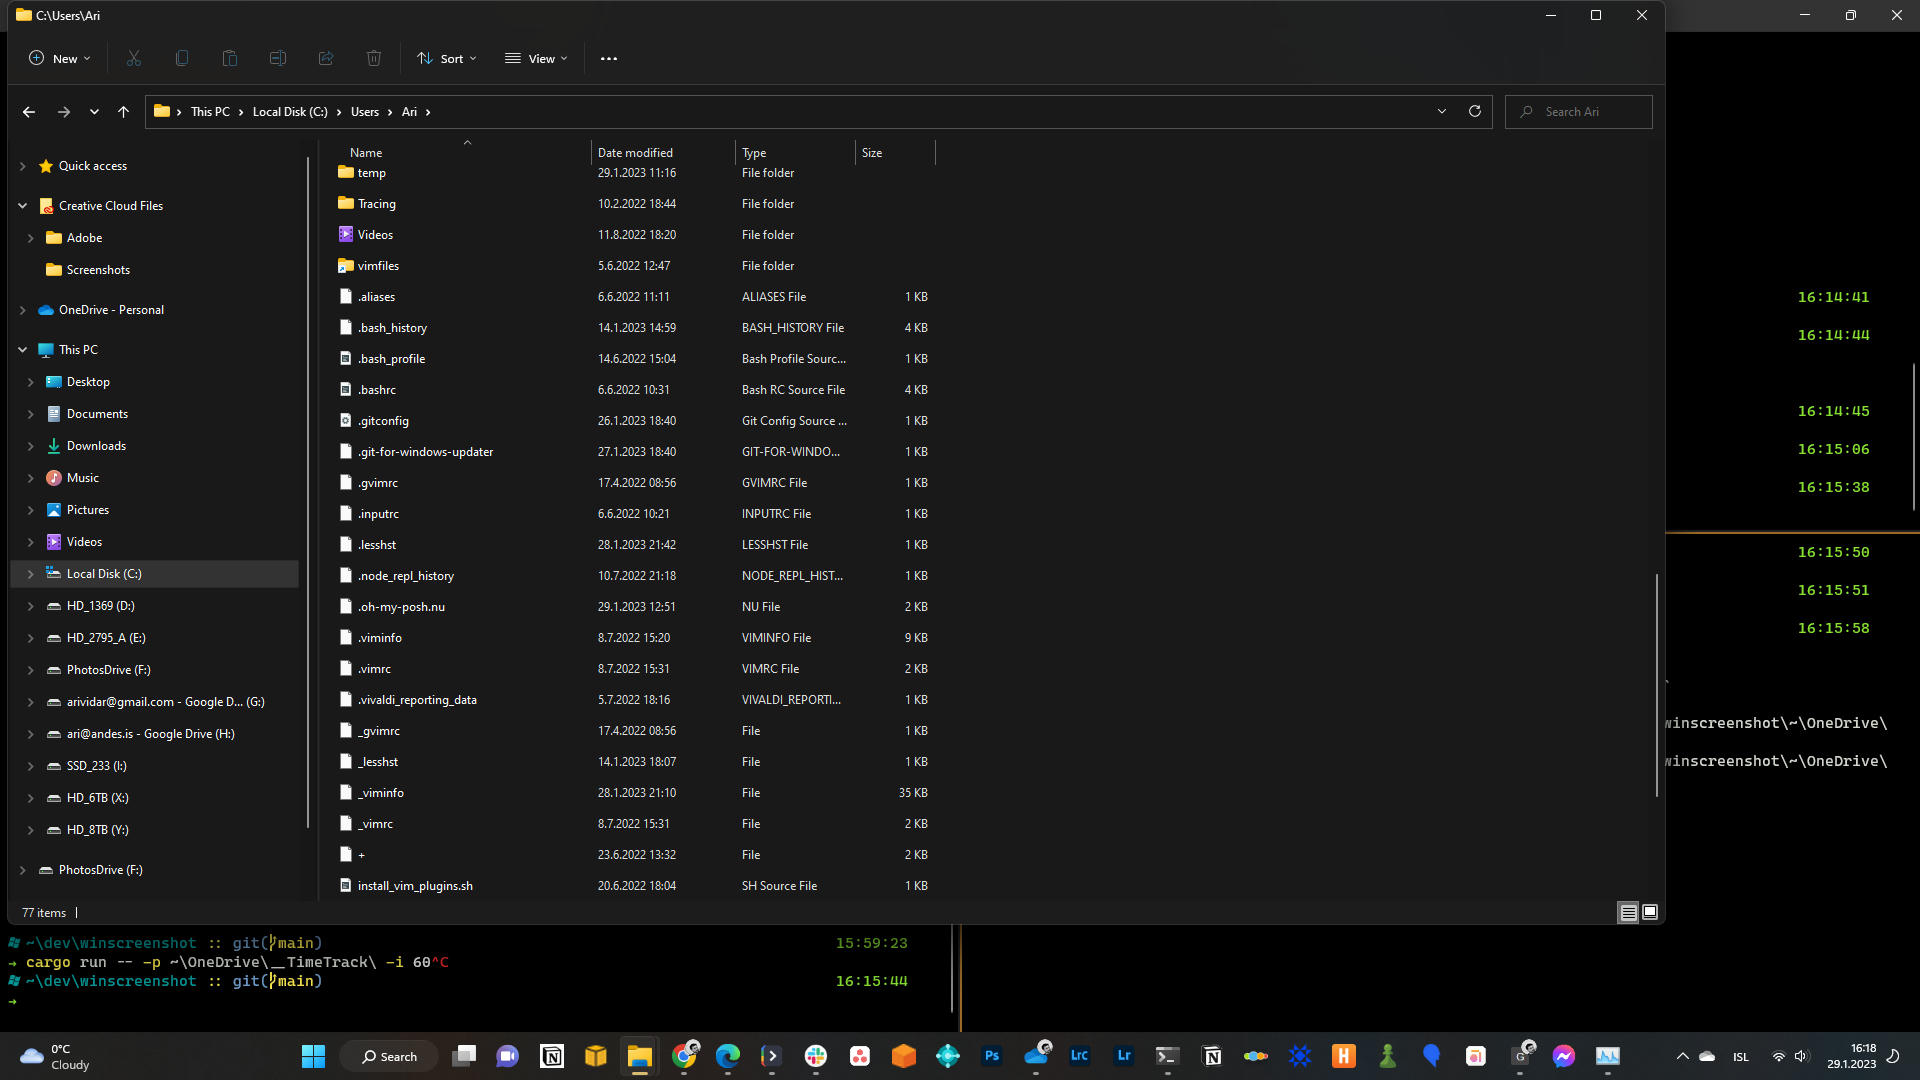 C:\Users\Ari
New
Sort
View
This PC
Local Disk (C:)
Users
Ari
Search Ari
Quick access
Creative Cloud Files
Adobe
Screenshots
OneDrive - Personal
This PC
Desktop
Documents
Downloads
Music
Pictures
Videos
Local Disk (C:)
HD_1369 (D:)
HD_2795_A (E:)
PhotosDrive (F:)
arividar@gmail.com - Google D... (G:)
ari@andes.is - Google Drive (H:)
SSD_233 (I:)
HD_6TB (X:)
HD_8TB (Y:)
PhotosDrive (F:)
Name Date modified Type Size
temp 29.1.2023 11:16 File folder
Tracing 10.2.2022 18:44 File folder
Videos 11.8.2022 18:20 File folder
vimfiles 5.6.2022 12:47 File folder
.aliases 6.6.2022 11:11 ALIASES File 1 KB
.bash_history 14.1.2023 14:59 BASH_HISTORY File 4 KB
.bash_profile 14.6.2022 15:04 Bash Profile Sourc... 1 KB
.bashrc 6.6.2022 10:31 Bash RC Source File 4 KB
.gitconfig 26.1.2023 18:40 Git Config Source ... 1 KB
.git-for-windows-updater 27.1.2023 18:40 GIT-FOR-WINDO... 1 KB
.gvimrc 17.4.2022 08:56 GVIMRC File 1 KB
.inputrc 6.6.2022 10:21 INPUTRC File 1 KB
.lesshst 28.1.2023 21:42 LESSHST File 1 KB
.node_repl_history 10.7.2022 21:18 NODE_REPL_HIST... 1 KB
.oh-my-posh.nu 29.1.2023 12:51 NU File 2 KB
.viminfo 8.7.2022 15:20 VIMINFO File 9 KB
.vimrc 8.7.2022 15:31 VIMRC File 2 KB
.vivaldi_reporting_data 5.7.2022 18:16 VIVALDI_REPORTI... 1 KB
_gvimrc 17.4.2022 08:56 File 1 KB
_lesshst 14.1.2023 18:07 File 1 KB
_viminfo 28.1.2023 21:10 File 35 KB
_vimrc 8.7.2022 15:31 File 2 KB
+ 23.6.2022 13:32 File 2 KB
install_vim_plugins.sh 20.6.2022 18:04 SH Source File 1 KB
77 items
16:14:41
16:14:44
16:14:45
16:15:06
16:15:38
16:15:50
16:15:51
16:15:58
winscreenshot\~\OneDrive\
winscreenshot\~\OneDrive\
~\dev\winscreenshot :: git(main) 15:59:23
→ cargo run -- -p ~\OneDrive\__TimeTrack\ -i 60^C
~\dev\winscreenshot :: git(main) 16:15:44
→
0°C
Cloudy
Search
Ps
Lrc
Lr
N
H
G
ISL
16:18
29.1.2023